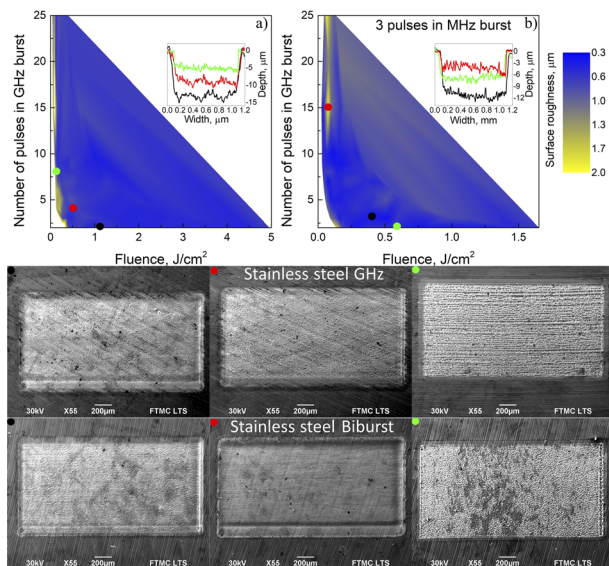 a)
b)
3 pulses in MHz burst
Number of pulses in GHz burst
25
20
15
10
5
0 1 2 3 4 5
Fluence, J/cm²
0
-5
-10
-15
Depth, μm
0.0 0.2 0.4 0.6 0.8 1.0 1.2
Width, μm
Number of pulses in GHz burst
25
20
15
10
5
0.0 0.5 1.0 1.5
Fluence, J/cm²
0
-3
-6
-9
-12
Depth, μm
0.0 0.2 0.4 0.6 0.8 1.0 1.2
Width, mm
0.3
0.6
1.0
1.3
1.7
2.0
Surface roughness, μm
Stainless steel GHz
30kV X55 200μm FTMC LTS
30kV X55 200μm FTMC LTS
30kV X55 200μm FTMC LTS
Stainless steel Biburst
30kV X55 200μm FTMC LTS
30kV X55 200μm FTMC LTS
30kV X55 200μm FTMC LTS